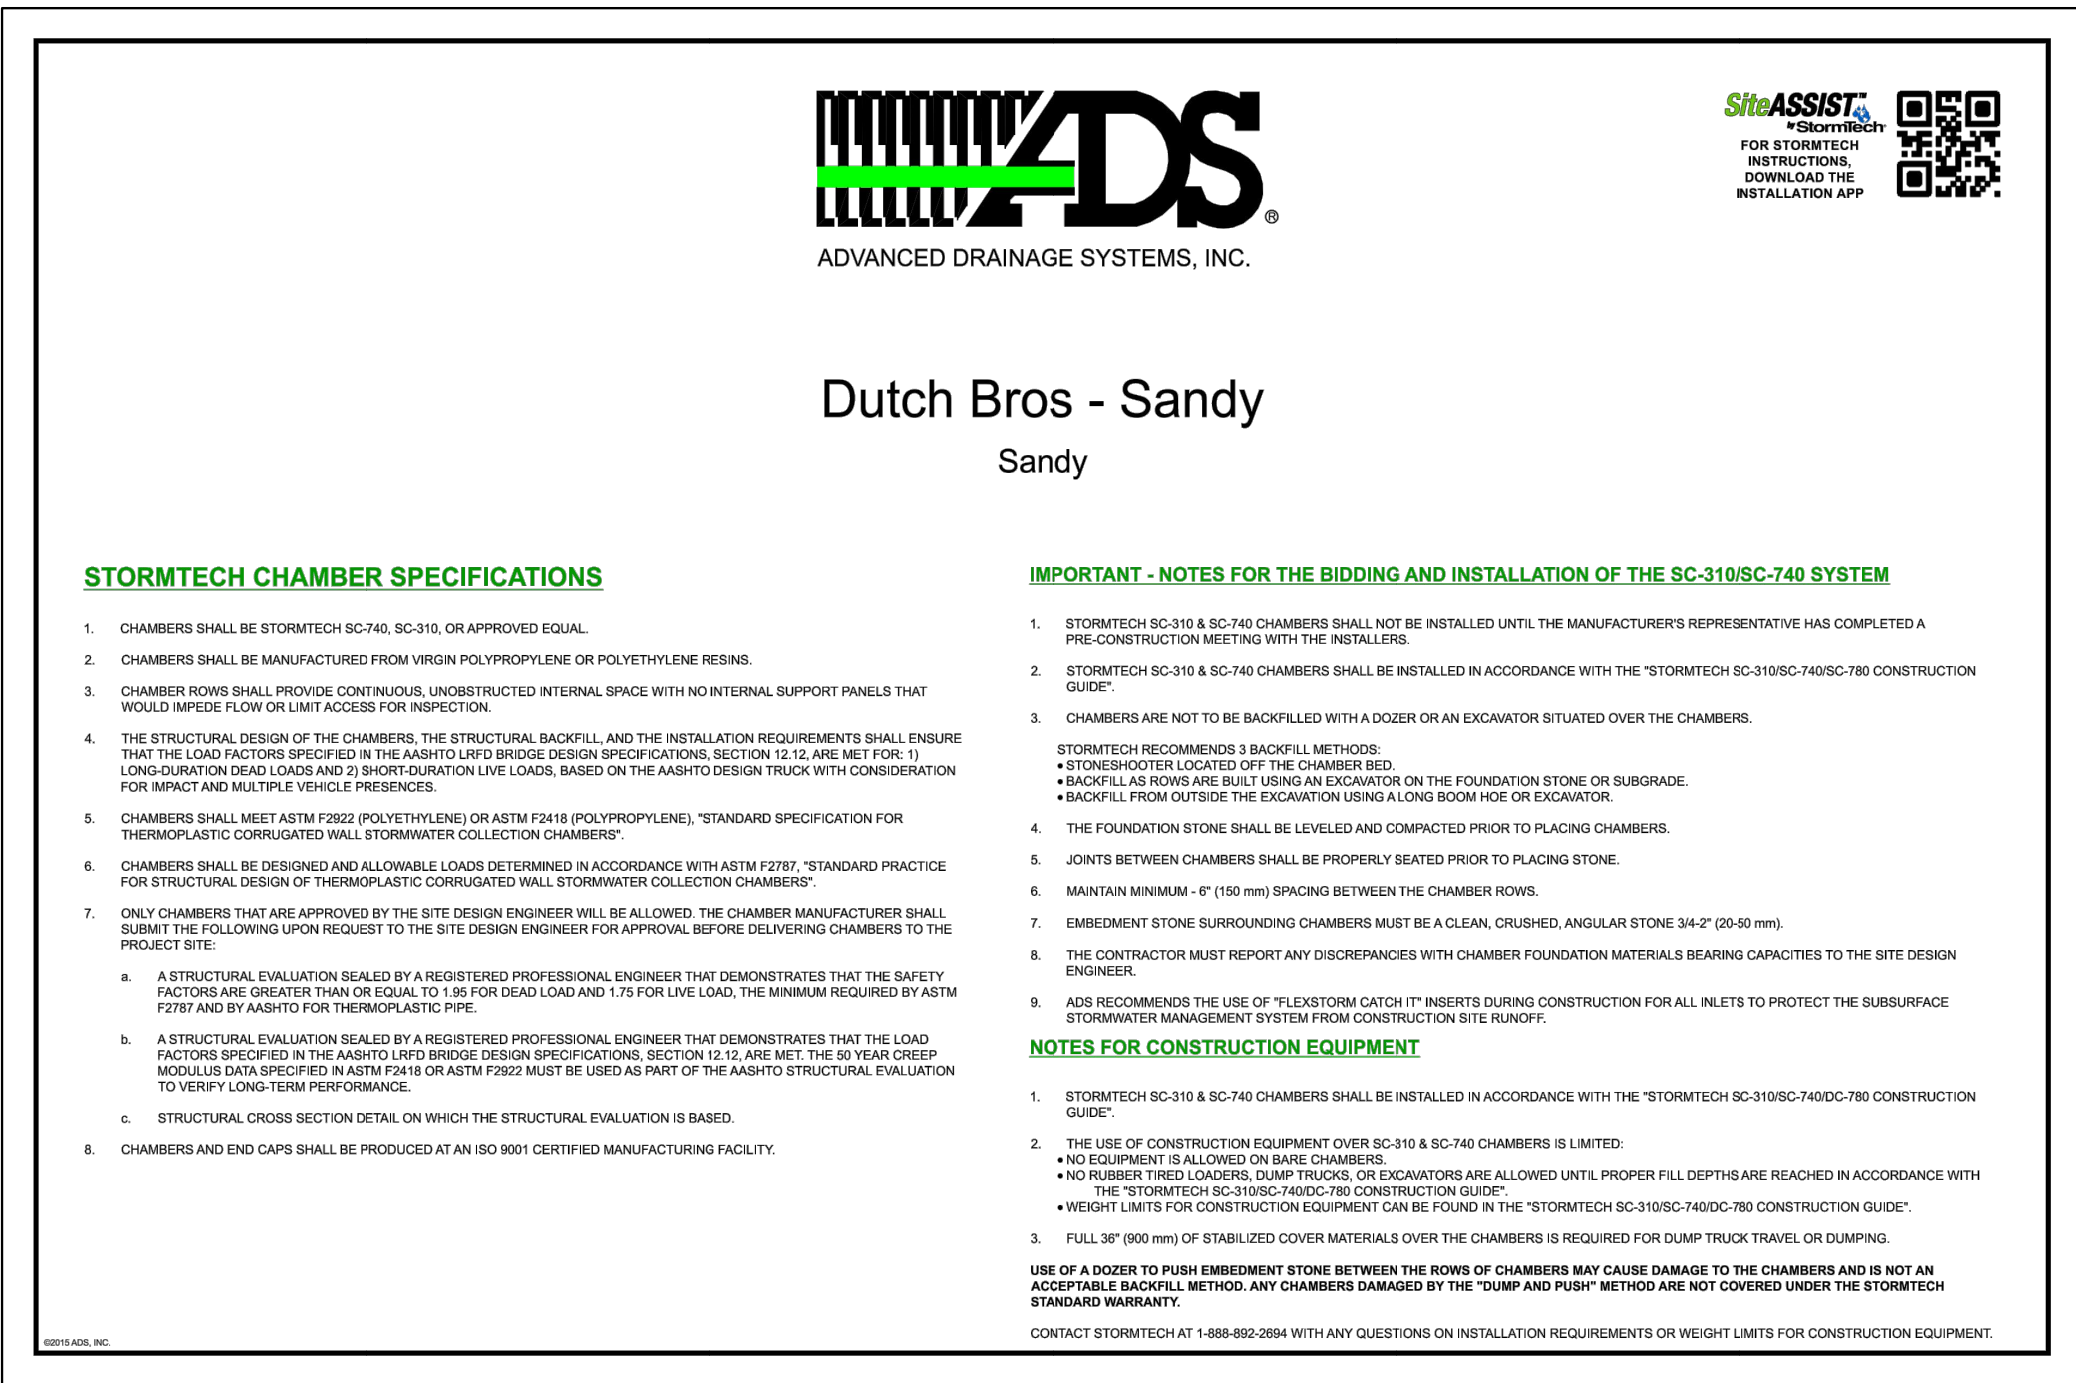 ADS®
ADVANCED DRAINAGE SYSTEMS, INC.
SiteASSIST™
by StormTech®
FOR STORMTECH
INSTRUCTIONS,
DOWNLOAD THE
INSTALLATION APP
Dutch Bros - Sandy
Sandy
STORMTECH CHAMBER SPECIFICATIONS
1. CHAMBERS SHALL BE STORMTECH SC-740, SC-310, OR APPROVED EQUAL.
2. CHAMBERS SHALL BE MANUFACTURED FROM VIRGIN POLYPROPYLENE OR POLYETHYLENE RESINS.
3. CHAMBER ROWS SHALL PROVIDE CONTINUOUS, UNOBSTRUCTED INTERNAL SPACE WITH NO INTERNAL SUPPORT PANELS THAT
WOULD IMPEDE FLOW OR LIMIT ACCESS FOR INSPECTION.
4. THE STRUCTURAL DESIGN OF THE CHAMBERS, THE STRUCTURAL BACKFILL, AND THE INSTALLATION REQUIREMENTS SHALL ENSURE
THAT THE LOAD FACTORS SPECIFIED IN THE AASHTO LRFD BRIDGE DESIGN SPECIFICATIONS, SECTION 12.12, ARE MET FOR: 1)
LONG-DURATION DEAD LOADS AND 2) SHORT-DURATION LIVE LOADS, BASED ON THE AASHTO DESIGN TRUCK WITH CONSIDERATION
FOR IMPACT AND MULTIPLE VEHICLE PRESENCES.
5. CHAMBERS SHALL MEET ASTM F2922 (POLYETHYLENE) OR ASTM F2418 (POLYPROPYLENE), "STANDARD SPECIFICATION FOR
THERMOPLASTIC CORRUGATED WALL STORMWATER COLLECTION CHAMBERS".
6. CHAMBERS SHALL BE DESIGNED AND ALLOWABLE LOADS DETERMINED IN ACCORDANCE WITH ASTM F2787, "STANDARD PRACTICE
FOR STRUCTURAL DESIGN OF THERMOPLASTIC CORRUGATED WALL STORMWATER COLLECTION CHAMBERS".
7. ONLY CHAMBERS THAT ARE APPROVED BY THE SITE DESIGN ENGINEER WILL BE ALLOWED. THE CHAMBER MANUFACTURER SHALL
SUBMIT THE FOLLOWING UPON REQUEST TO THE SITE DESIGN ENGINEER FOR APPROVAL BEFORE DELIVERING CHAMBERS TO THE
PROJECT SITE:
a. A STRUCTURAL EVALUATION SEALED BY A REGISTERED PROFESSIONAL ENGINEER THAT DEMONSTRATES THAT THE SAFETY
FACTORS ARE GREATER THAN OR EQUAL TO 1.95 FOR DEAD LOAD AND 1.75 FOR LIVE LOAD, THE MINIMUM REQUIRED BY ASTM
F2787 AND BY AASHTO FOR THERMOPLASTIC PIPE.
b. A STRUCTURAL EVALUATION SEALED BY A REGISTERED PROFESSIONAL ENGINEER THAT DEMONSTRATES THAT THE LOAD
FACTORS SPECIFIED IN THE AASHTO LRFD BRIDGE DESIGN SPECIFICATIONS, SECTION 12.12, ARE MET. THE 50 YEAR CREEP
MODULUS DATA SPECIFIED IN ASTM F2418 OR ASTM F2922 MUST BE USED AS PART OF THE AASHTO STRUCTURAL EVALUATION
TO VERIFY LONG-TERM PERFORMANCE.
c. STRUCTURAL CROSS SECTION DETAIL ON WHICH THE STRUCTURAL EVALUATION IS BASED.
8. CHAMBERS AND END CAPS SHALL BE PRODUCED AT AN ISO 9001 CERTIFIED MANUFACTURING FACILITY.
©2015 ADS, INC.
IMPORTANT - NOTES FOR THE BIDDING AND INSTALLATION OF THE SC-310/SC-740 SYSTEM
1. STORMTECH SC-310 & SC-740 CHAMBERS SHALL NOT BE INSTALLED UNTIL THE MANUFACTURER'S REPRESENTATIVE HAS COMPLETED A
PRE-CONSTRUCTION MEETING WITH THE INSTALLERS.
2. STORMTECH SC-310 & SC-740 CHAMBERS SHALL BE INSTALLED IN ACCORDANCE WITH THE "STORMTECH SC-310/SC-740/SC-780 CONSTRUCTION
GUIDE".
3. CHAMBERS ARE NOT TO BE BACKFILLED WITH A DOZER OR AN EXCAVATOR SITUATED OVER THE CHAMBERS.
STORMTECH RECOMMENDS 3 BACKFILL METHODS:
• STONESHOOTER LOCATED OFF THE CHAMBER BED.
• BACKFILL AS ROWS ARE BUILT USING AN EXCAVATOR ON THE FOUNDATION STONE OR SUBGRADE.
• BACKFILL FROM OUTSIDE THE EXCAVATION USING A LONG BOOM HOE OR EXCAVATOR.
4. THE FOUNDATION STONE SHALL BE LEVELED AND COMPACTED PRIOR TO PLACING CHAMBERS.
5. JOINTS BETWEEN CHAMBERS SHALL BE PROPERLY SEATED PRIOR TO PLACING STONE.
6. MAINTAIN MINIMUM - 6" (150 mm) SPACING BETWEEN THE CHAMBER ROWS.
7. EMBEDMENT STONE SURROUNDING CHAMBERS MUST BE A CLEAN, CRUSHED, ANGULAR STONE 3/4-2" (20-50 mm).
8. THE CONTRACTOR MUST REPORT ANY DISCREPANCIES WITH CHAMBER FOUNDATION MATERIALS BEARING CAPACITIES TO THE SITE DESIGN
ENGINEER.
9. ADS RECOMMENDS THE USE OF "FLEXSTORM CATCH IT" INSERTS DURING CONSTRUCTION FOR ALL INLETS TO PROTECT THE SUBSURFACE
STORMWATER MANAGEMENT SYSTEM FROM CONSTRUCTION SITE RUNOFF.
NOTES FOR CONSTRUCTION EQUIPMENT
1. STORMTECH SC-310 & SC-740 CHAMBERS SHALL BE INSTALLED IN ACCORDANCE WITH THE "STORMTECH SC-310/SC-740/DC-780 CONSTRUCTION
GUIDE".
2. THE USE OF CONSTRUCTION EQUIPMENT OVER SC-310 & SC-740 CHAMBERS IS LIMITED:
• NO EQUIPMENT IS ALLOWED ON BARE CHAMBERS.
• NO RUBBER TIRED LOADERS, DUMP TRUCKS, OR EXCAVATORS ARE ALLOWED UNTIL PROPER FILL DEPTHS ARE REACHED IN ACCORDANCE WITH
THE "STORMTECH SC-310/SC-740/DC-780 CONSTRUCTION GUIDE".
• WEIGHT LIMITS FOR CONSTRUCTION EQUIPMENT CAN BE FOUND IN THE "STORMTECH SC-310/SC-740/DC-780 CONSTRUCTION GUIDE".
3. FULL 36" (900 mm) OF STABILIZED COVER MATERIALS OVER THE CHAMBERS IS REQUIRED FOR DUMP TRUCK TRAVEL OR DUMPING.
USE OF A DOZER TO PUSH EMBEDMENT STONE BETWEEN THE ROWS OF CHAMBERS MAY CAUSE DAMAGE TO THE CHAMBERS AND IS NOT AN
ACCEPTABLE BACKFILL METHOD. ANY CHAMBERS DAMAGED BY THE "DUMP AND PUSH" METHOD ARE NOT COVERED UNDER THE STORMTECH
STANDARD WARRANTY.
CONTACT STORMTECH AT 1-888-892-2694 WITH ANY QUESTIONS ON INSTALLATION REQUIREMENTS OR WEIGHT LIMITS FOR CONSTRUCTION EQUIPMENT.